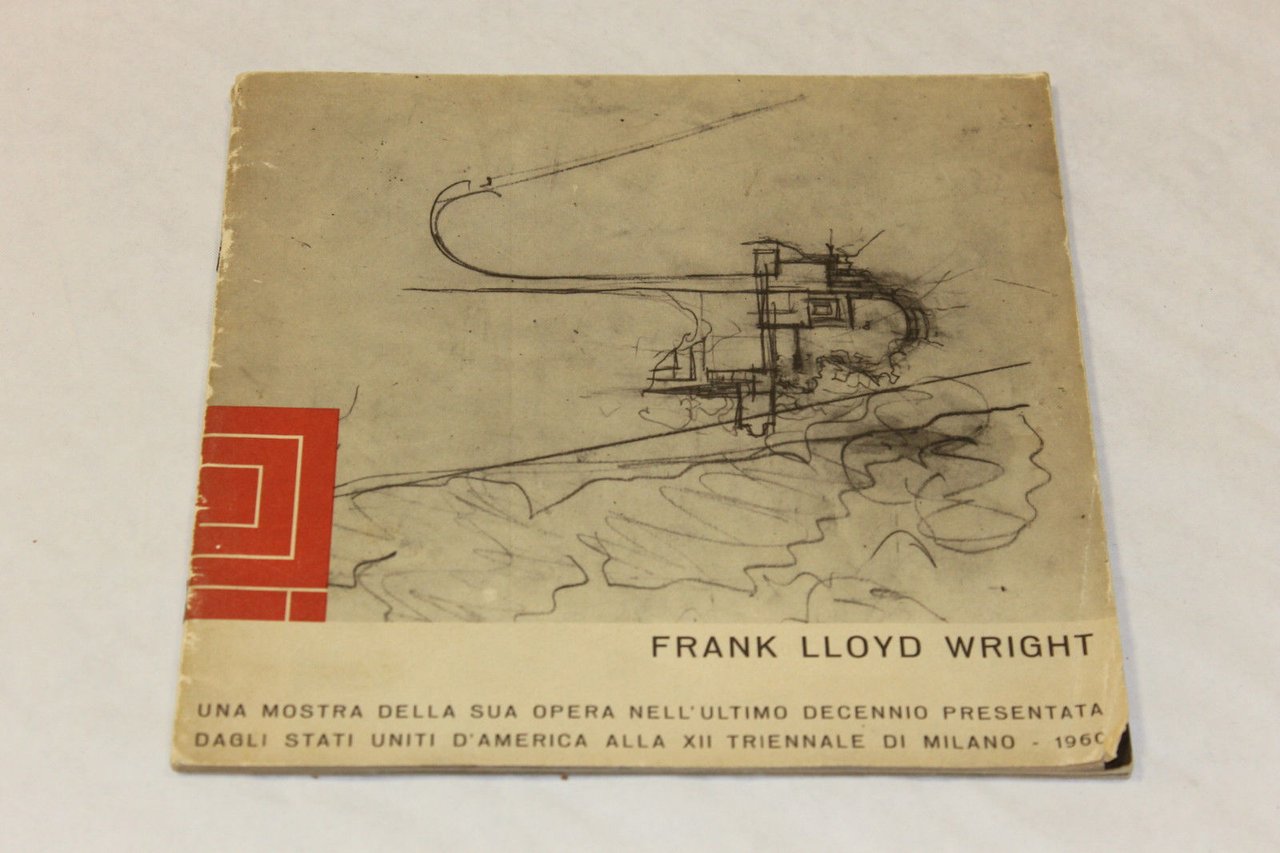 FRANK LLOYD WRIGHT
UNA MOSTRA DELLA SUA OPERA NELL'ULTIMO DECENNIO PRESENTATA
DAGLI STATI UNITI D'AMERICA ALLA XII TRIENNALE DI MILANO - 1960